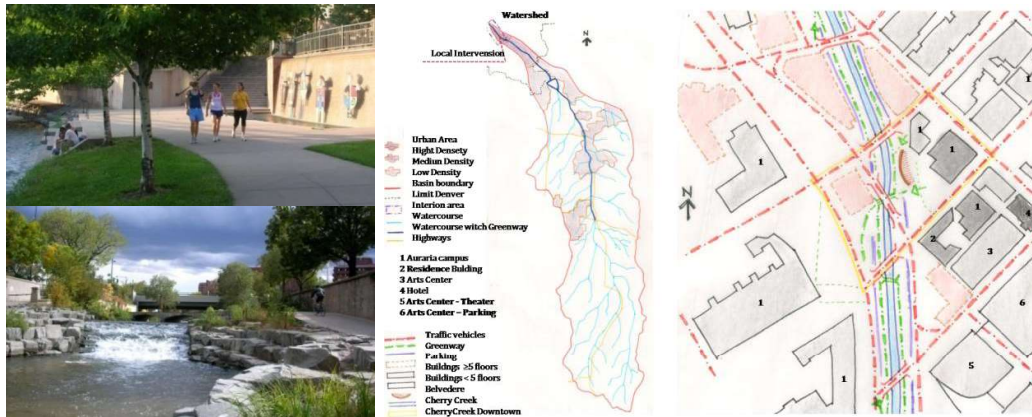 Watershed
N
Local Intervension
Urban Area
Hight Densety
Mediun Density
Low Density
Basin boundary
Limit Denver
Interion area
Watercourse
Watercourse witch Greenway
Highways
1 Auraria campus
2 Residence Bulding
3 Arts Center
4 Hotel
5 Arts Center - Theater
6 Arts Center - Parking
Traffic vehicles
Greenway
Parking
Buildngs ≥5 floors
Buildings < 5 floors
Belvedere
Cherry Creek
CherryCreek Downtown
N
1
1
1
1
1
2
3
1
6
1
5